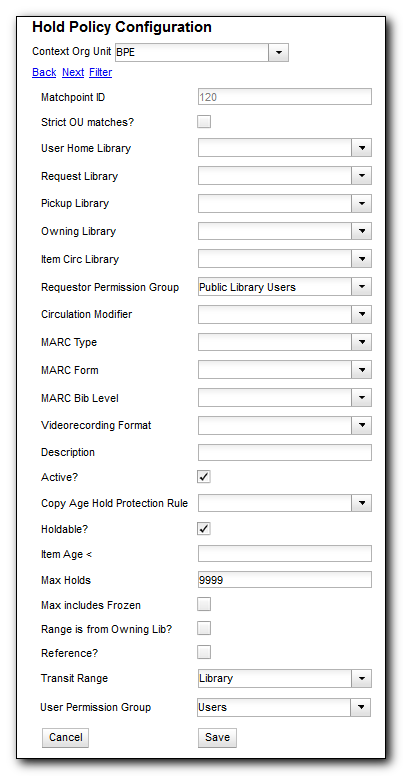 Hold Policy Configuration
Context Org Unit BPE
Back Next Filter
Matchpoint ID 120
Strict OU matches?
User Home Library
Request Library
Pickup Library
Owning Library
Item Circ Library
Requestor Permission Group Public Library Users
Circulation Modifier
MARC Type
MARC Form
MARC Bib Level
Videorecording Format
Description
Active?
Copy Age Hold Protection Rule
Holdable?
Item Age <
Max Holds 9999
Max includes Frozen
Range is from Owning Lib?
Reference?
Transit Range Library
User Permission Group Users
Cancel Save